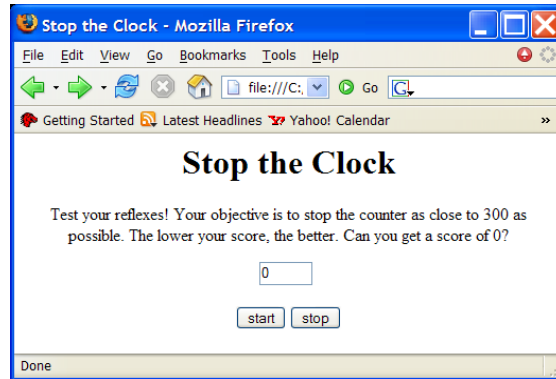 Stop the Clock - Mozilla Firefox
File Edit View Go Bookmarks Tools Help
file:///C:, Go G
Getting Started Latest Headlines Y? Yahoo! Calendar »
Stop the Clock
Test your reflexes! Your objective is to stop the counter as close to 300 as
possible. The lower your score, the better. Can you get a score of 0?
0
start stop
Done